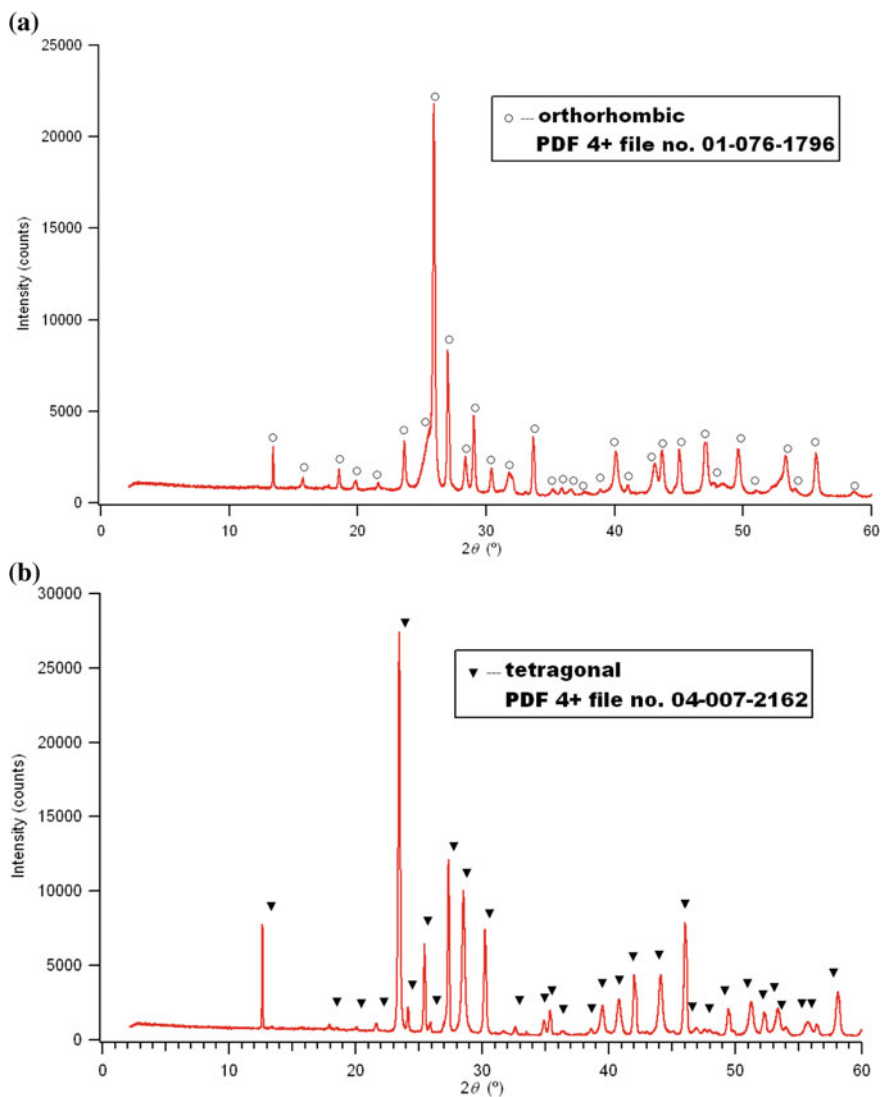 (a)
25000
20000
15000
10000
5000
0
Intensity (counts)
○ --- orthorhombic
PDF 4+ file no. 01-076-1796
0 10 20 30 40 50 60
2θ (º)
(b)
30000
25000
20000
15000
10000
5000
0
Intensity (counts)
▼ --- tetragonal
PDF 4+ file no. 04-007-2162
0 10 20 30 40 50 60
2θ (º)